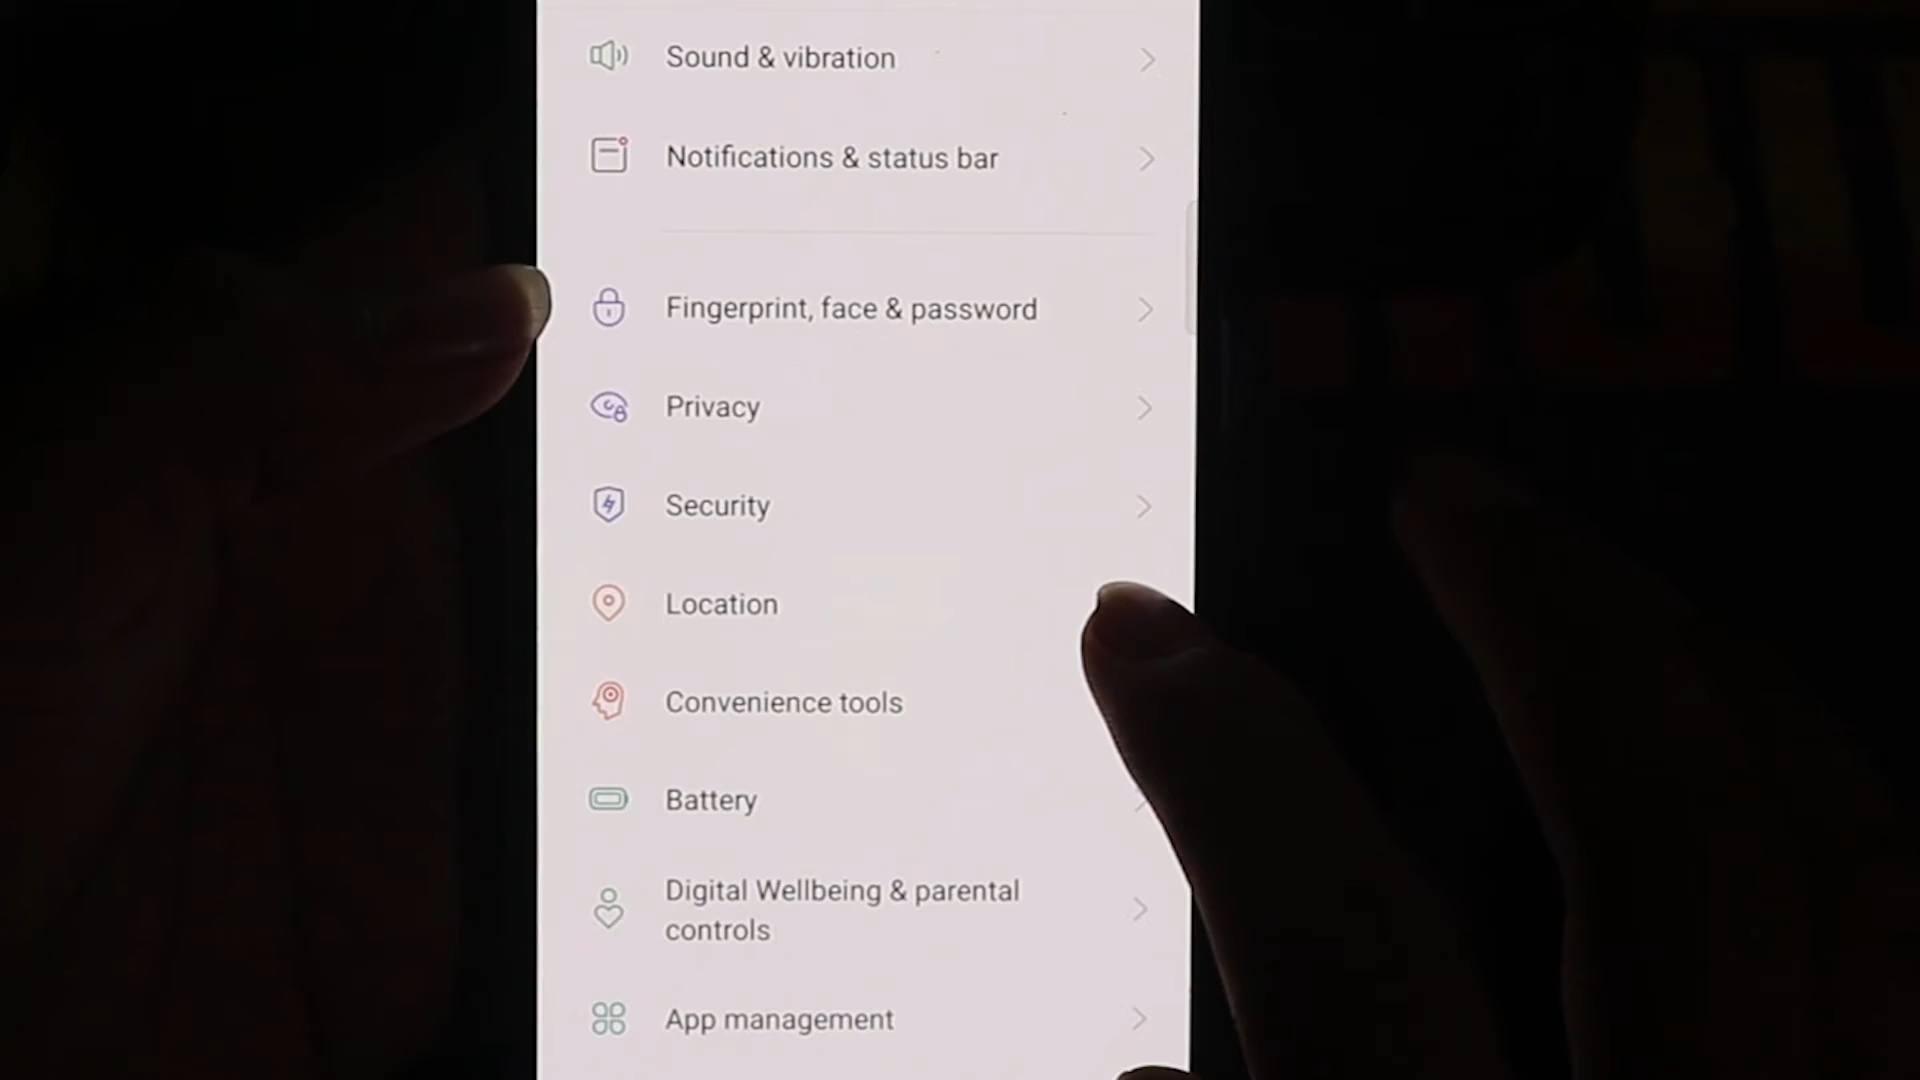 Sound & vibration
Notifications & status bar
Fingerprint, face & password
Privacy
Security
Location
Convenience tools
Battery
Digital Wellbeing & parental
controls
App management